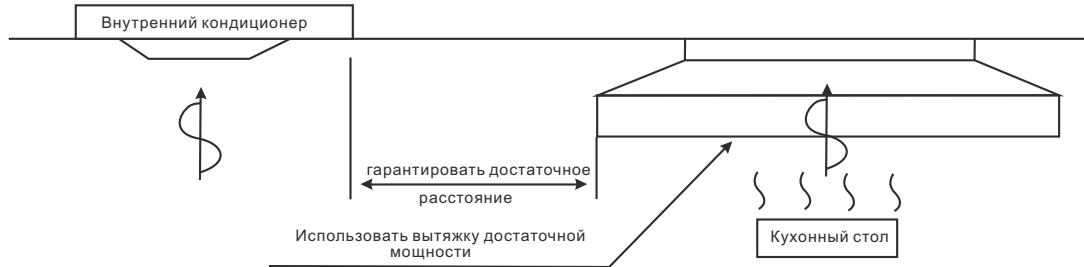 Внутренний кондиционер
гарантировать достаточное
расстояние
Использовать вытяжку достаточной
мощности
Кухонный стол